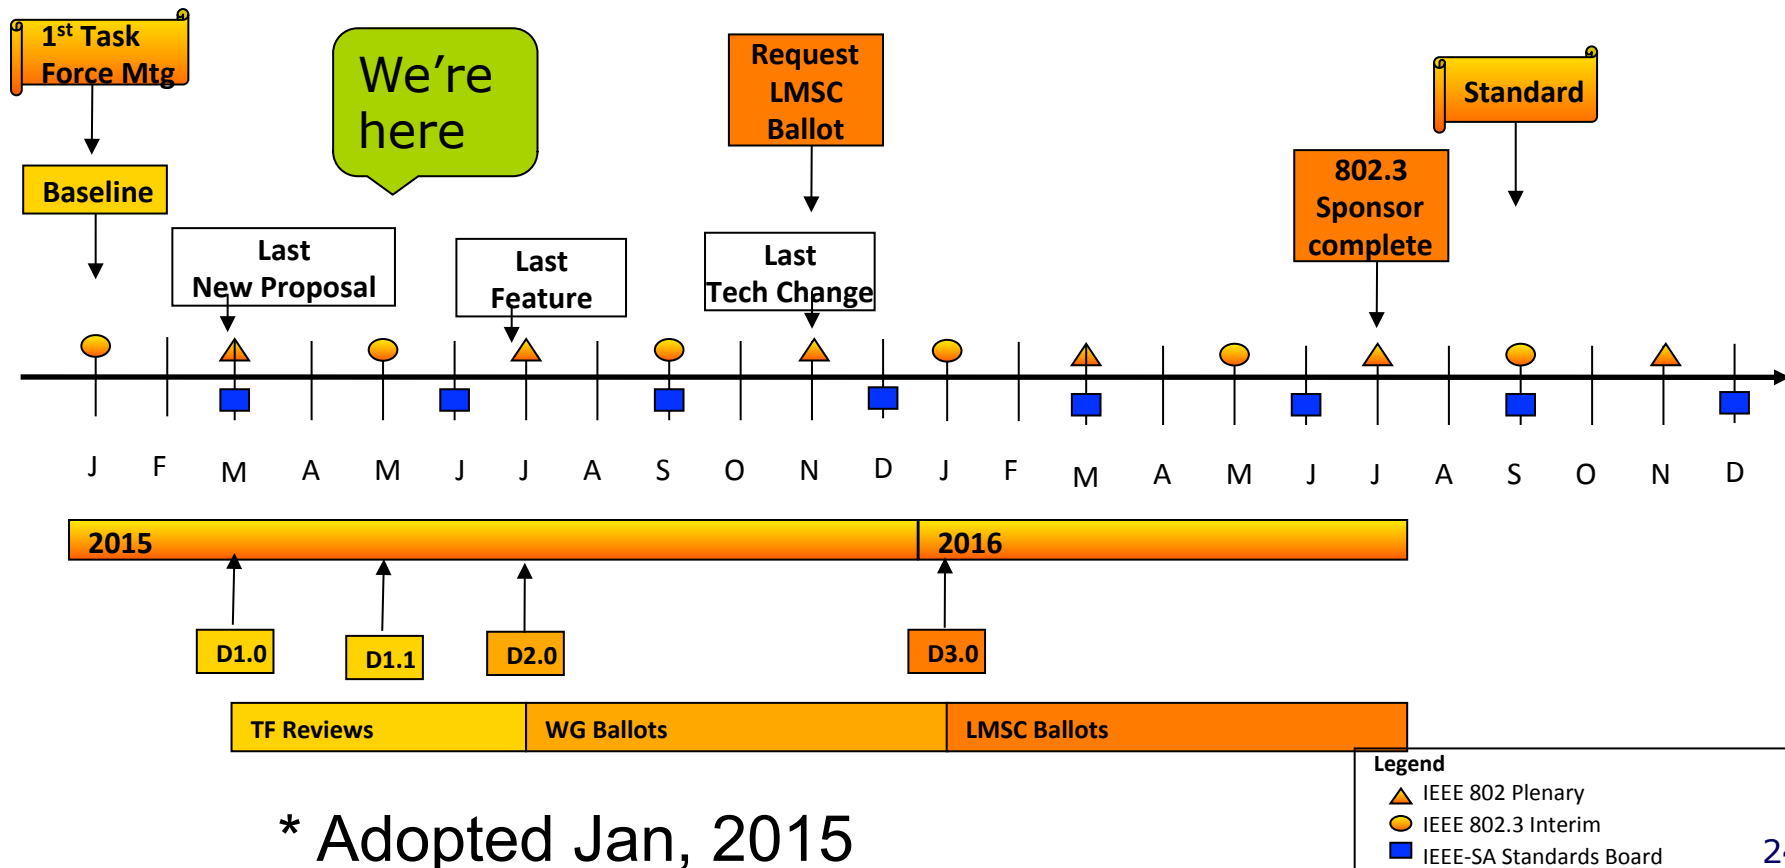 1st Task
Force Mtg
We're
here
Request
LMSC
Ballot
Standard
Baseline
802.3
Sponsor
complete
Last
New Proposal
Last
Feature
Last
Tech Change
J F M A M J J A S O N D J F M A M J J A S O N D
2015 2016
D1.0 D1.1 D2.0 D3.0
TF Reviews WG Ballots LMSC Ballots
Legend
IEEE 802 Plenary
IEEE 802.3 Interim
IEEE-SA Standards Board
* Adopted Jan, 2015